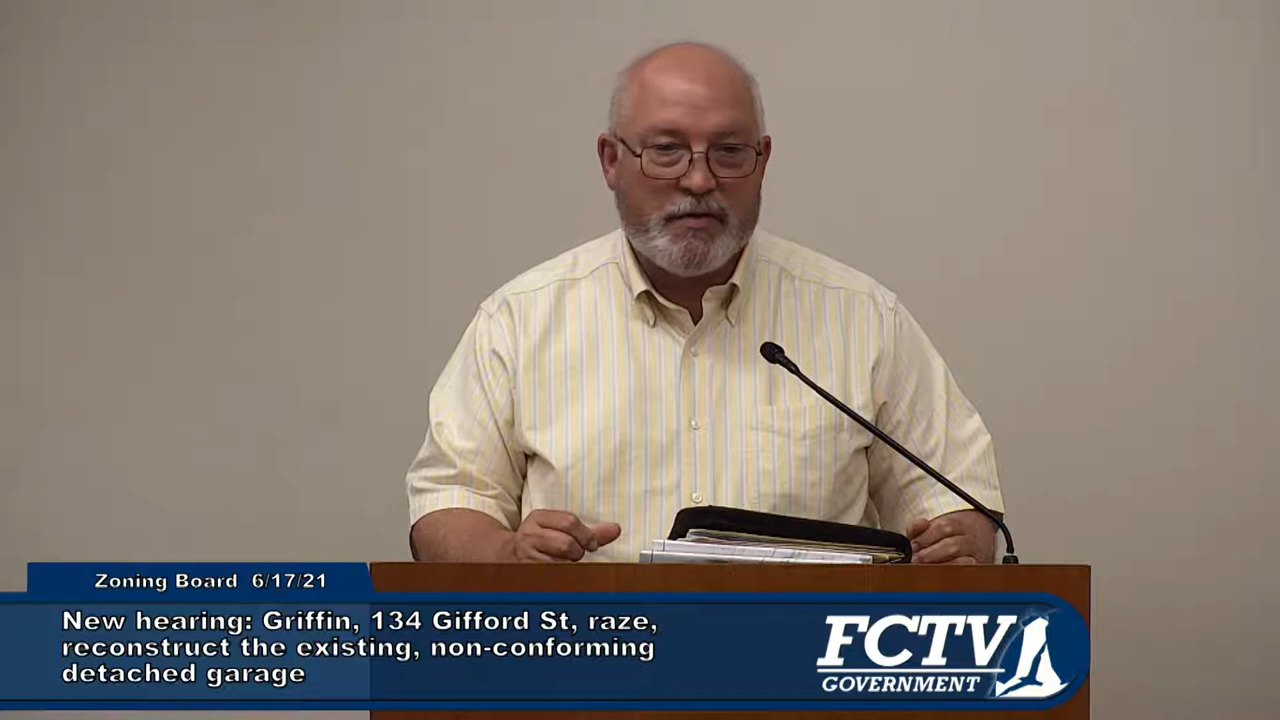 Zoning Board 6/17/21
New hearing: Griffin, 134 Gifford St, raze,
reconstruct the existing, non-conforming
detached garage
FCTV
GOVERNMENT